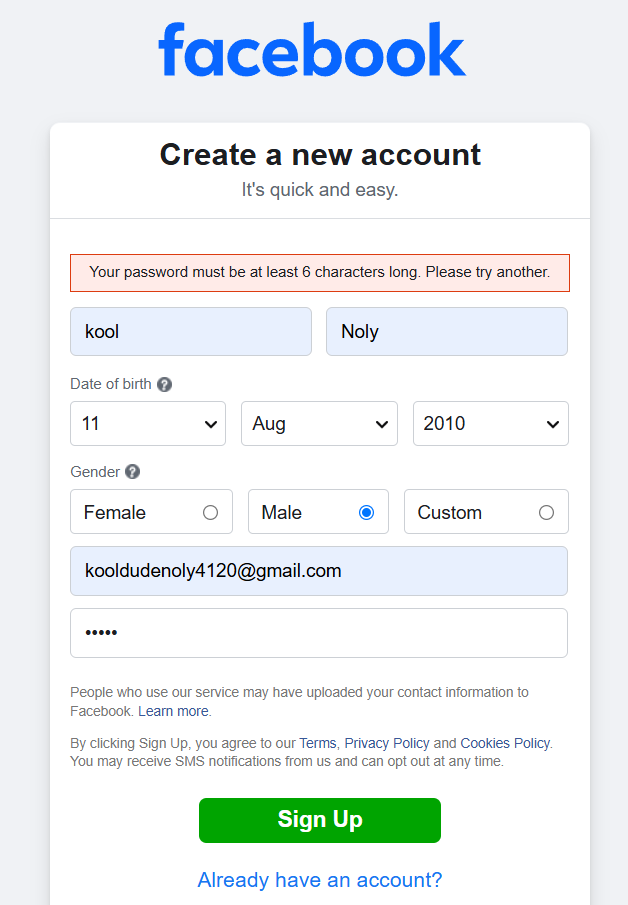 facebook
Create a new account
It's quick and easy.
Your password must be at least 6 characters long. Please try another.
kool Noly
Date of birth ?
11 Aug 2010
Gender ?
Female Male Custom
kooldudenoly4120@gmail.com
•••••
People who use our service may have uploaded your contact information to
Facebook. Learn more.
By clicking Sign Up, you agree to our Terms, Privacy Policy and Cookies Policy.
You may receive SMS notifications from us and can opt out at any time.
Sign Up
Already have an account?